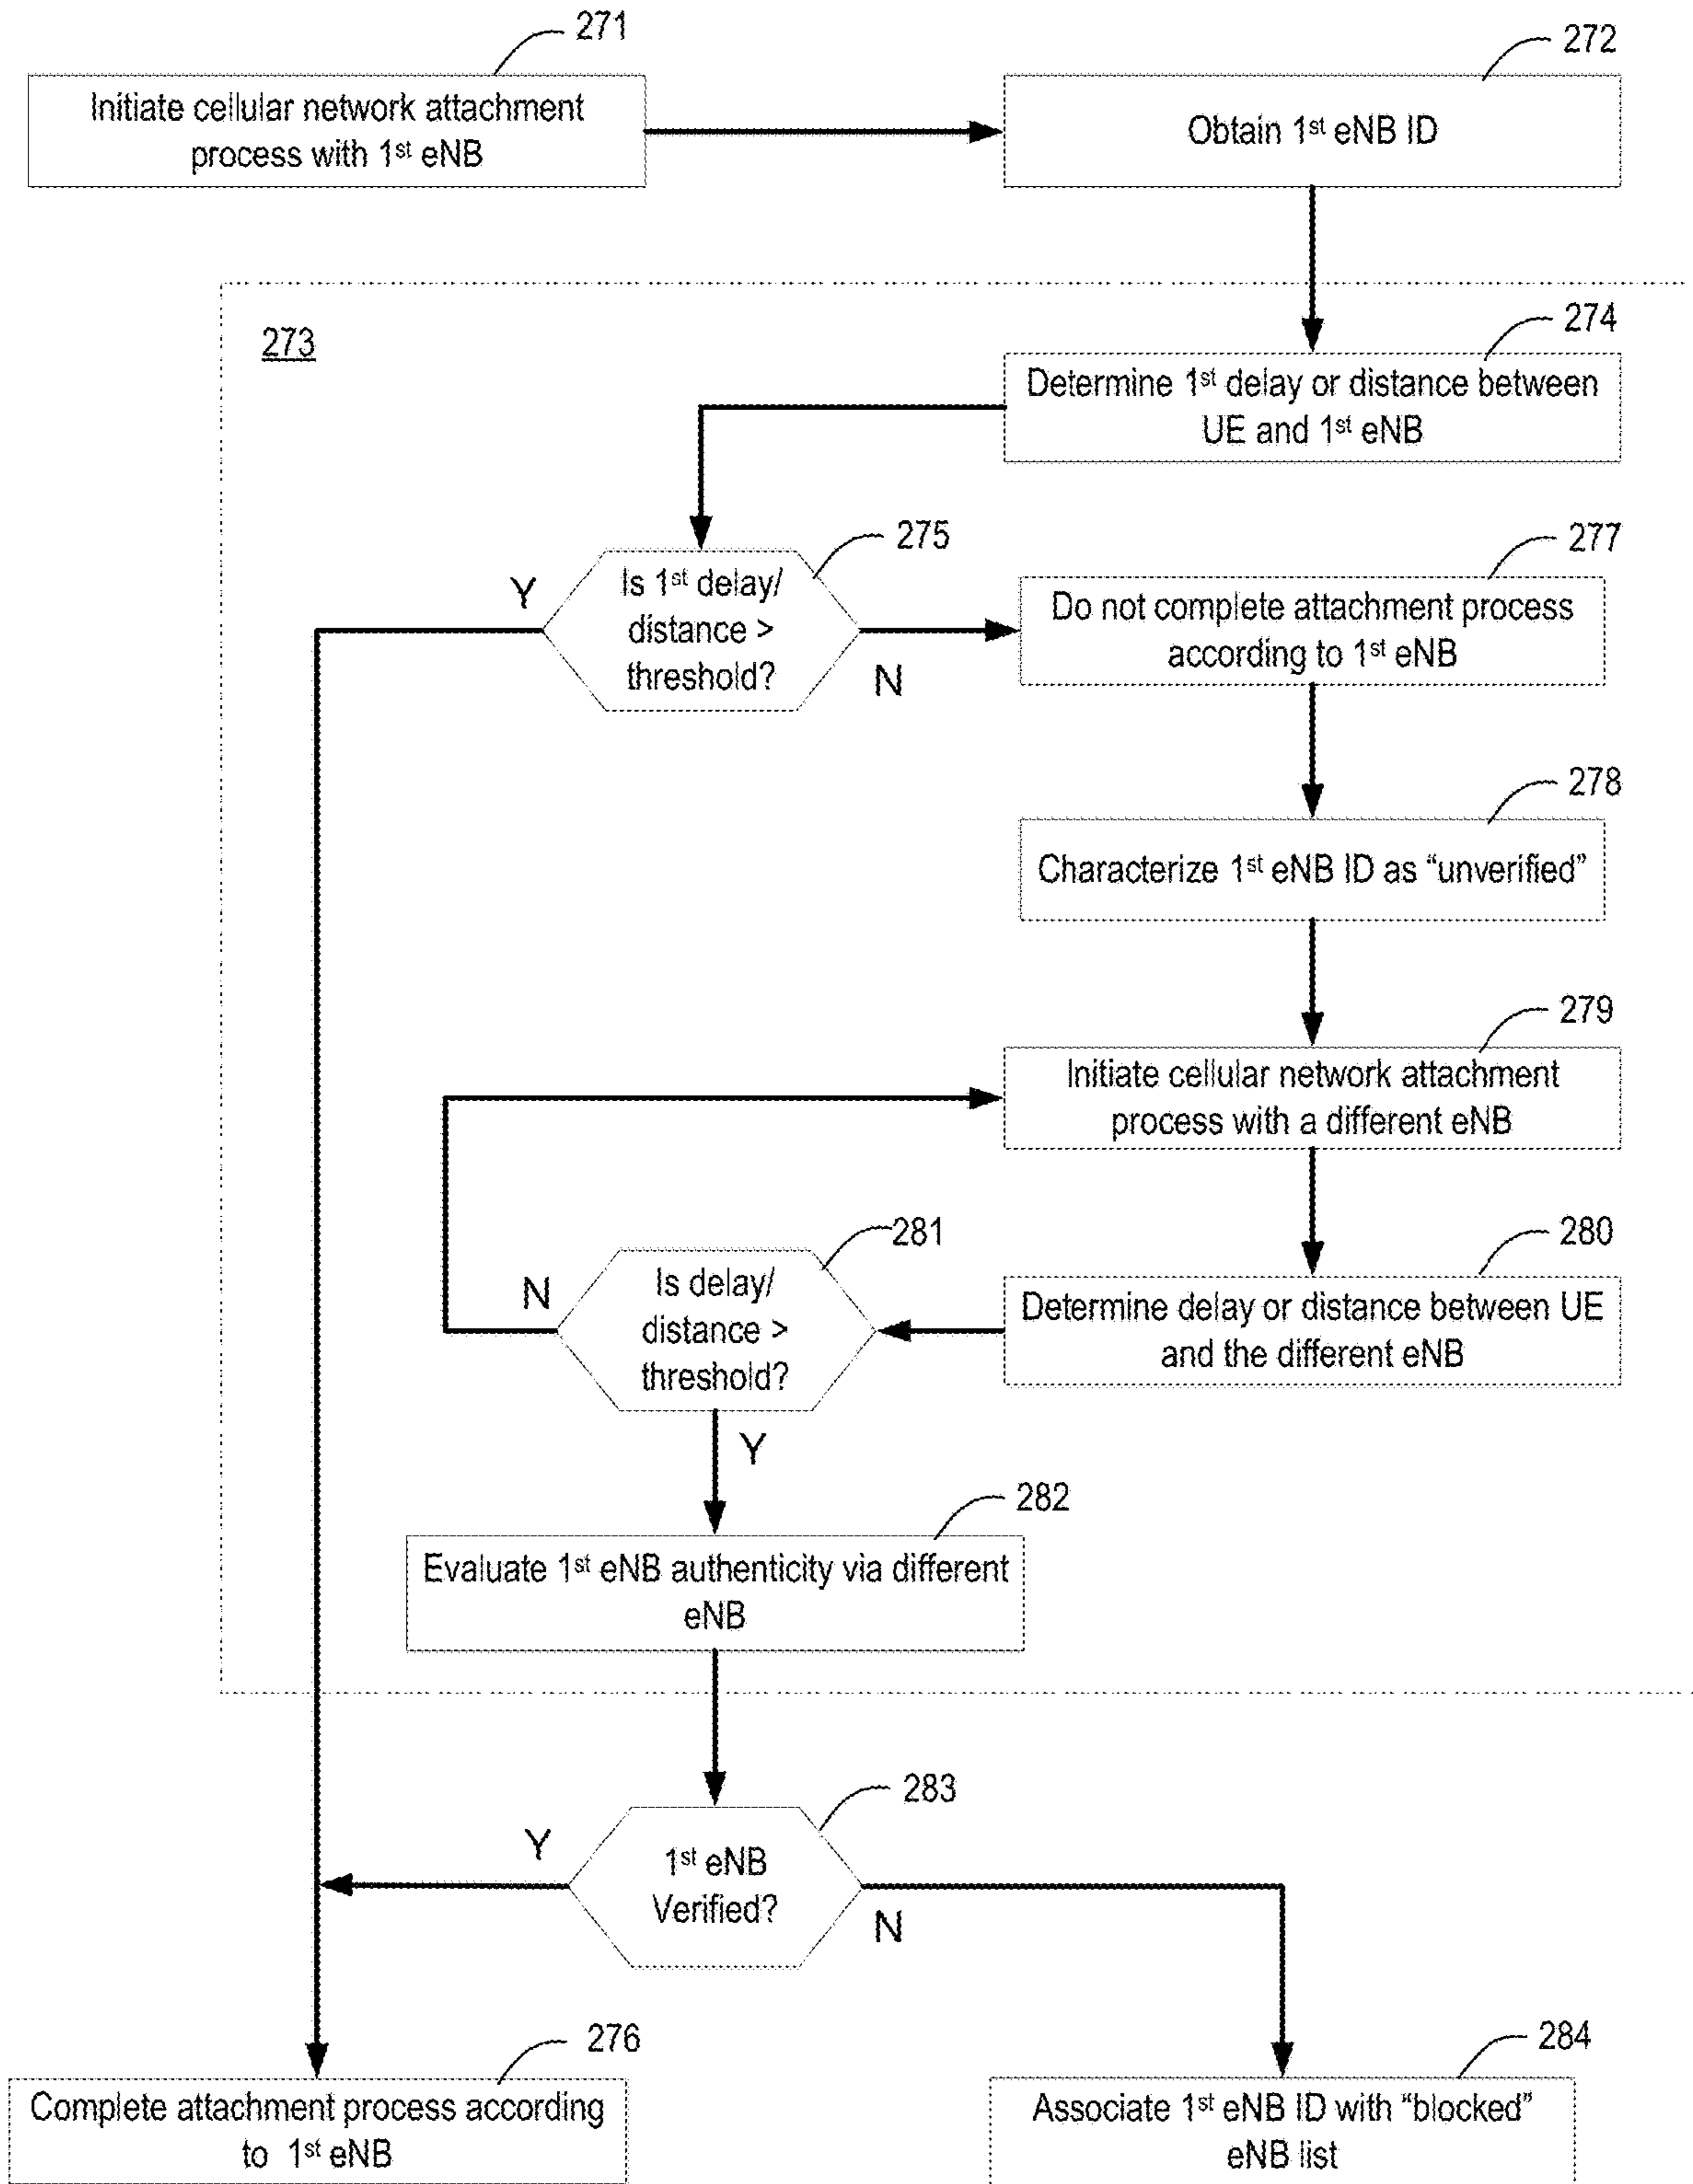 271
Initiate cellular network attachment
process with 1st eNB
272
Obtain 1st eNB ID
273
274
Determine 1st delay or distance between
UE and 1st eNB
275
Is 1st delay/
distance >
threshold?
Y
N
277
Do not complete attachment process
according to 1st eNB
278
Characterize 1st eNB ID as “unverified”
279
Initiate cellular network attachment
process with a different eNB
280
Determine delay or distance between UE
and the different eNB
281
Is delay/
distance >
threshold?
N
Y
282
Evaluate 1st eNB authenticity via different
eNB
283
1st eNB
Verified?
Y
N
276
Complete attachment process according
to 1st eNB
284
Associate 1st eNB ID with “blocked”
eNB list